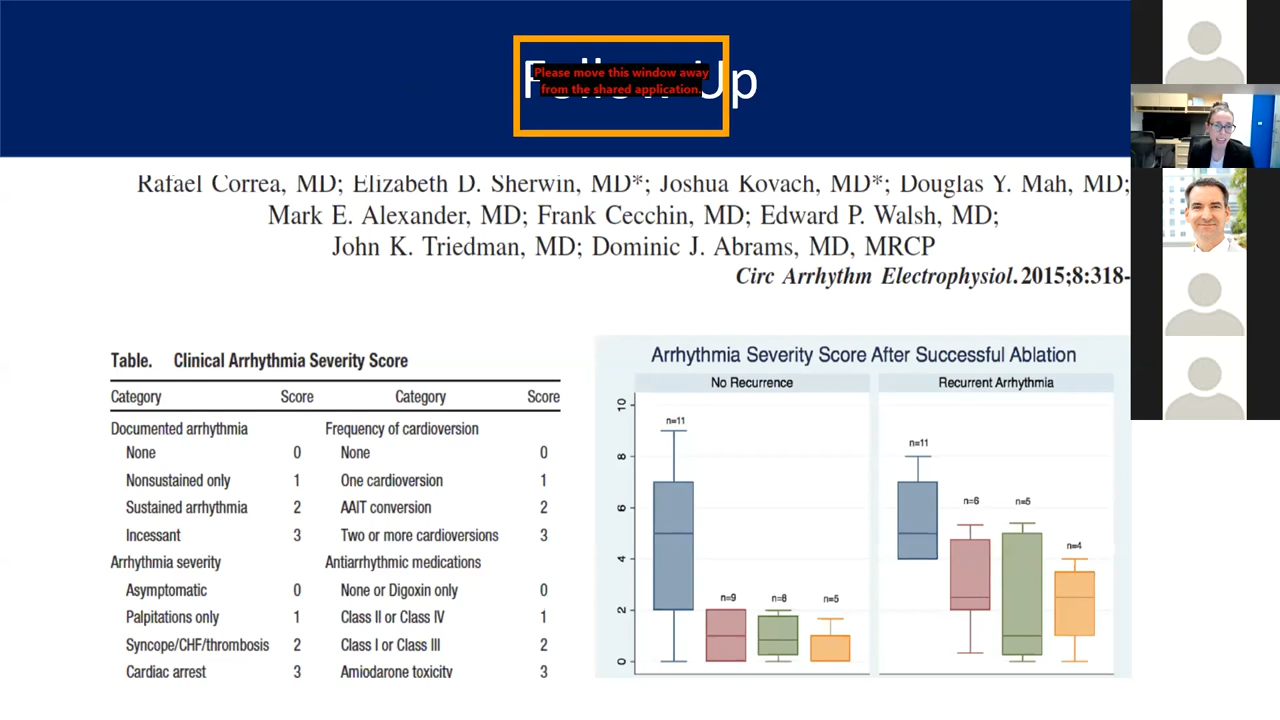 Follow Up
Please move this window away
from the shared application.
Rafael Correa, MD; Elizabeth D. Sherwin, MD*; Joshua Kovach, MD*; Douglas Y. Mah, MD;
Mark E. Alexander, MD; Frank Cecchin, MD; Edward P. Walsh, MD;
John K. Triedman, MD; Dominic J. Abrams, MD, MRCP
Circ Arrhythm Electrophysiol.2015;8:318-
Table. Clinical Arrhythmia Severity Score
Category Score Category Score
Documented arrhythmia Frequency of cardioversion
None 0 None 0
Nonsustained only 1 One cardioversion 1
Sustained arrhythmia 2 AAIT conversion 2
Incessant 3 Two or more cardioversions 3
Arrhythmia severity Antiarrhythmic medications
Asymptomatic 0 None or Digoxin only 0
Palpitations only 1 Class II or Class IV 1
Syncope/CHF/thrombosis 2 Class I or Class III 2
Cardiac arrest 3 Amiodarone toxicity 3
Arrhythmia Severity Score After Successful Ablation
No Recurrence Recurrent Arrhythmia
10
8
6
4
2
0
n=11
n=9 n=8 n=5
n=11
n=6 n=5
n=4